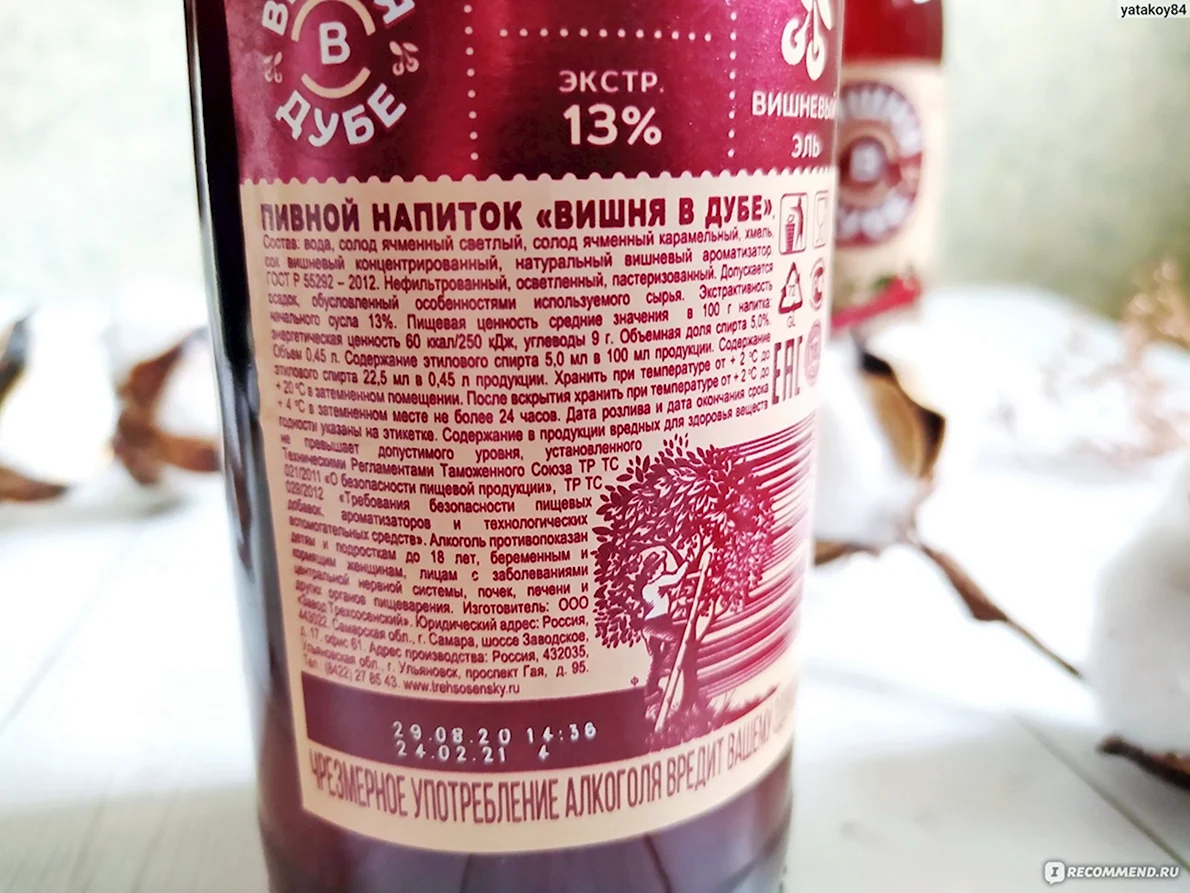 yatakoy84
В
ДУБЕ
ЭКСТР.
13%
ВИШНЕВЫЙ
ЭЛЬ
В
ПИВНОЙ НАПИТОК «ВИШНЯ В ДУБЕ».
Состав: вода, солод ячменный светлый, солод ячменный карамельный, хмель,
сок вишневый концентрированный, натуральный вишневый ароматизатор.
ГОСТ Р 55292 – 2012. Нефильтрованный, осветленный, пастеризованный. Допускается
осадок, обусловленный особенностями используемого сырья. Экстрактивность
начального сусла 13%. Пищевая ценность средние значения в 100 г напитка:
энергетическая ценность 60 ккал/250 кДж, углеводы 9 г. Объемная доля спирта 5,0%.
Объем 0,45 л. Содержание этилового спирта 5,0 мл в 100 мл продукции. Содержание
этилового спирта 22,5 мл в 0,45 л продукции. Хранить при температуре от + 2 °С до
+ 20 °С в затемненном помещении. После вскрытия хранить при температуре от + 2 °С до
+ 4 °С в затемненном месте не более 24 часов. Дата розлива и дата окончания срока
годности указаны на этикетке. Содержание в продукции вредных для здоровья веществ
не превышает допустимого уровня, установленного
Техническими Регламентами Таможенного Союза ТР ТС
021/2011 «О безопасности пищевой продукции», ТР ТС
029/2012 «Требования безопасности пищевых
добавок, ароматизаторов и технологических
вспомогательных средств». Алкоголь противопоказан
детям и подросткам до 18 лет, беременным и
кормящим женщинам, лицам с заболеваниями
центральной нервной системы, почек, печени и
других органов пищеварения. Изготовитель: ООО
«Завод Трехсосенский». Юридический адрес: Россия,
443022, Самарская обл., г. Самара, шоссе Заводское,
д. 17, офис 61. Адрес производства: Россия, 432035,
Ульяновская обл., г. Ульяновск, проспект Гая, д. 95.
Тел. (8422) 27 85 43. www.trehsosensky.ru
GL
EAC
29.08.20 14:36
24.02.21 4
ЧРЕЗМЕРНОЕ УПОТРЕБЛЕНИЕ АЛКОГОЛЯ ВРЕДИТ ВАШЕМУ
IRECOMMEND.RU